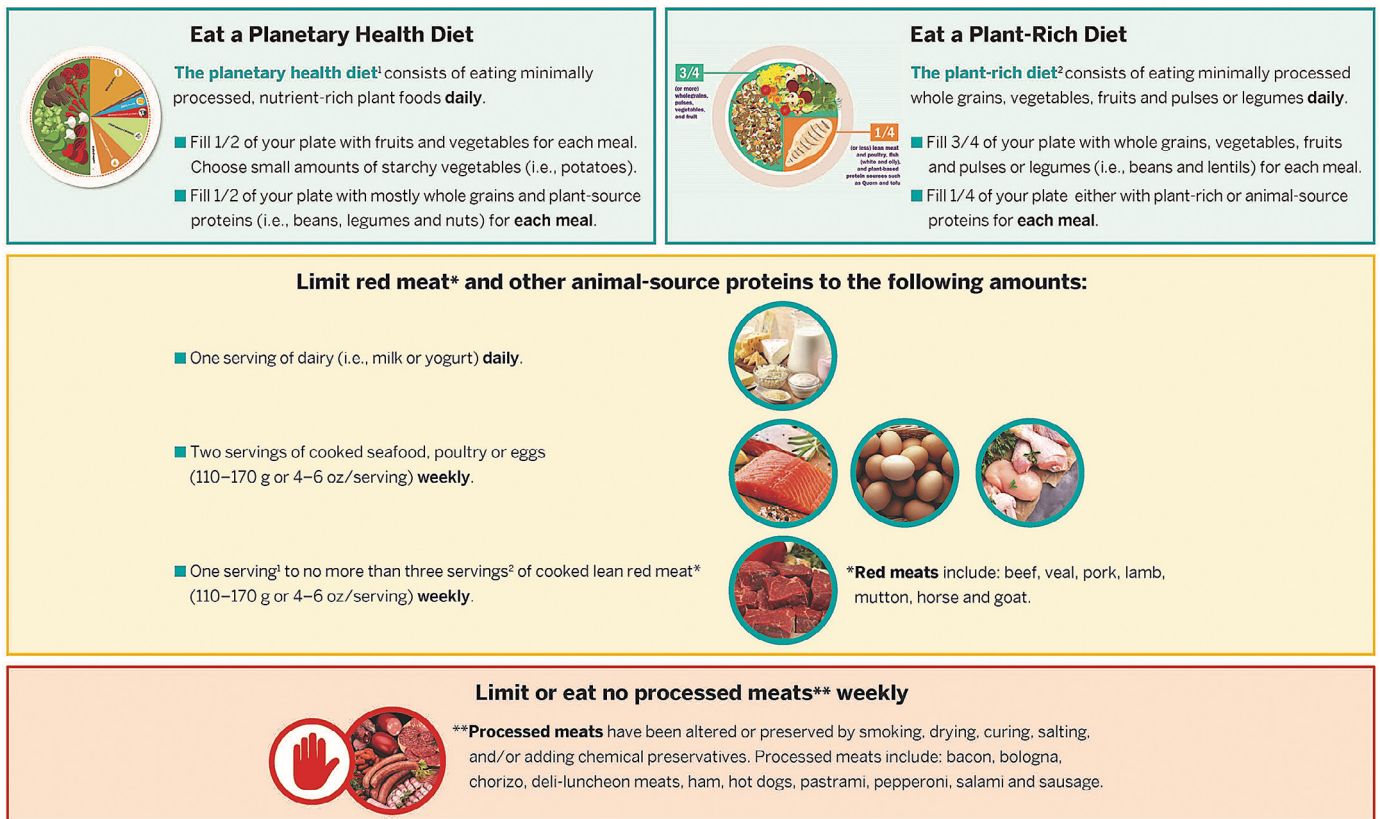 Eat a Planetary Health Diet
The planetary health diet¹ consists of eating minimally
processed, nutrient-rich plant foods daily.
Fill 1/2 of your plate with fruits and vegetables for each meal.
Choose small amounts of starchy vegetables (i.e., potatoes).
Fill 1/2 of your plate with mostly whole grains and plant-source
proteins (i.e., beans, legumes and nuts) for each meal.
Eat a Plant-Rich Diet
3/4
(or more)
wholegrains,
pulses,
vegetables,
and fruit
1/4
(or less) lean meat
and poultry, fish
(white and oily),
and plant-based
protein sources such
as Quorn and tofu
The plant-rich diet² consists of eating minimally processed
whole grains, vegetables, fruits and pulses or legumes daily.
Fill 3/4 of your plate with whole grains, vegetables, fruits
and pulses or legumes (i.e., beans and lentils) for each meal.
Fill 1/4 of your plate either with plant-rich or animal-source
proteins for each meal.
Limit red meat* and other animal-source proteins to the following amounts:
One serving of dairy (i.e., milk or yogurt) daily.
Two servings of cooked seafood, poultry or eggs
(110–170 g or 4–6 oz/serving) weekly.
One serving¹ to no more than three servings² of cooked lean red meat*
(110–170 g or 4–6 oz/serving) weekly.
*Red meats include: beef, veal, pork, lamb,
mutton, horse and goat.
Limit or eat no processed meats** weekly
**Processed meats have been altered or preserved by smoking, drying, curing, salting,
and/or adding chemical preservatives. Processed meats include: bacon, bologna,
chorizo, deli-luncheon meats, ham, hot dogs, pastrami, pepperoni, salami and sausage.